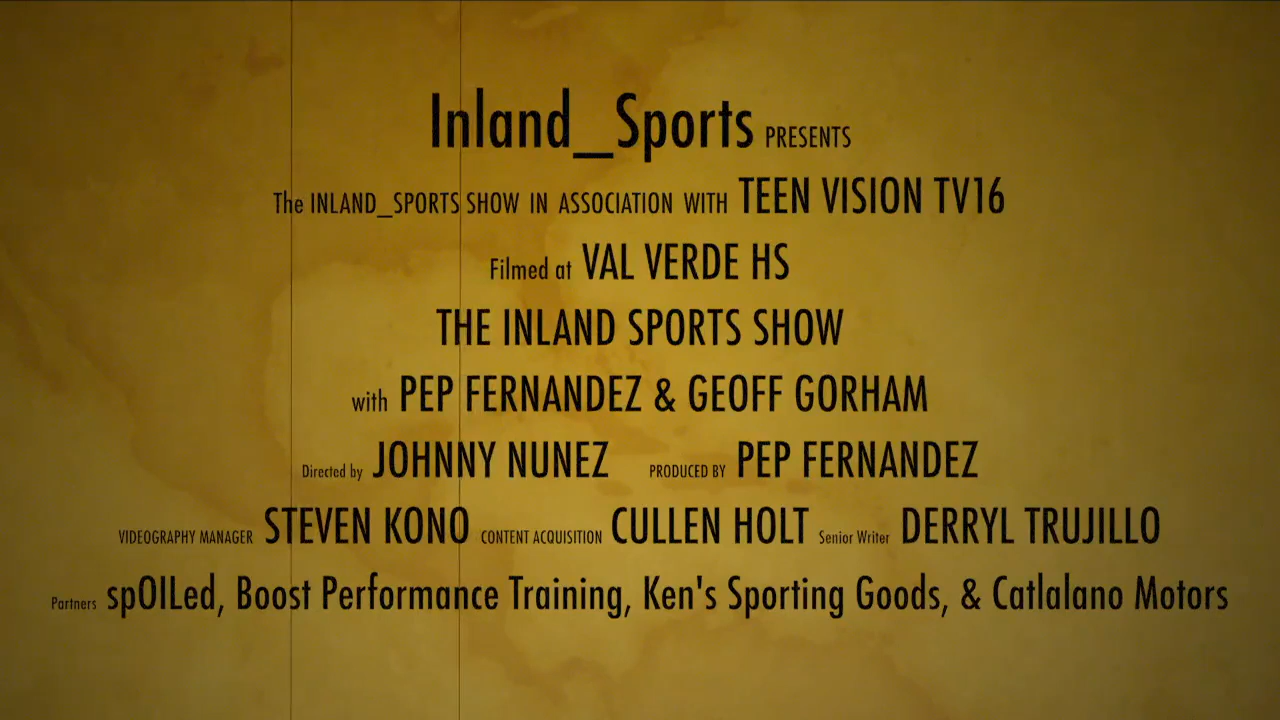 Inland_Sports PRESENTS
The INLAND_SPORTS SHOW IN ASSOCIATION WITH TEEN VISION TV16
Filmed at VAL VERDE HS
THE INLAND SPORTS SHOW
with PEP FERNANDEZ & GEOFF GORHAM
Directed by JOHNNY NUNEZ PRODUCED BY PEP FERNANDEZ
VIDEOGRAPHY MANAGER STEVEN KONO CONTENT ACQUISITION CULLEN HOLT Senior Writer DERRYL TRUJILLO
Partners spOILed, Boost Performance Training, Ken's Sporting Goods, & Catlalano Motors